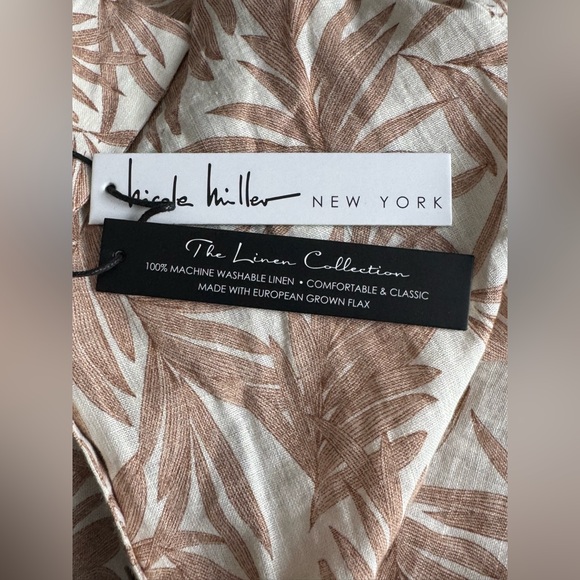 nicole miller NEW YORK
The Linen Collection
100% MACHINE WASHABLE LINEN • COMFORTABLE & CLASSIC
MADE WITH EUROPEAN GROWN FLAX